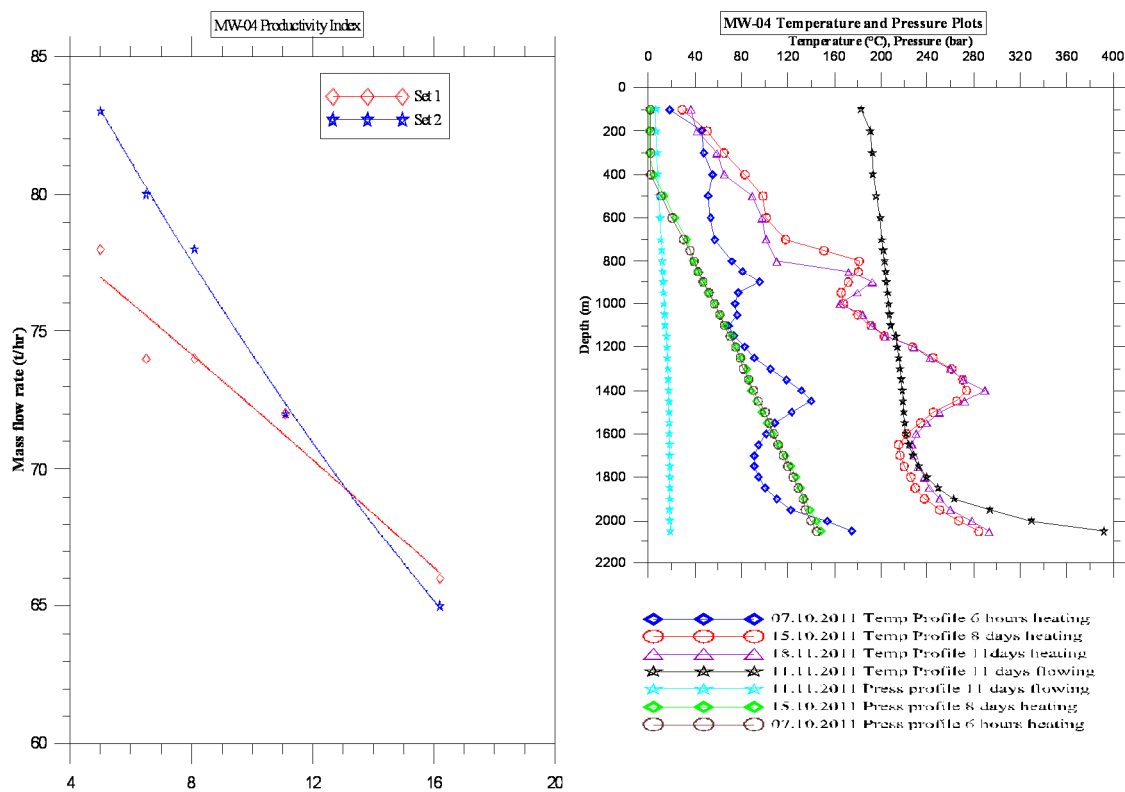 MW-04 Productivity Index
85
80
75
70
65
60
Mass flow rate (t/hr)
4 8 12 16 20
Set 1
Set 2
MW-04 Temperature and Pressure Plots
Temperature (°C), Pressure (bar)
0 40 80 120 160 200 240 280 320 360 400
0
200
400
600
800
1000
1200
1400
1600
1800
2000
2200
Depth (m)
07.10.2011 Temp Profile 6 hours heating
15.10.2011 Temp Profile 8 days heating
18.11.2011 Temp Profile 11days heating
11.11.2011 Temp Profile 11 days flowing
11.11.2011 Press profile 11 days flowing
15.10.2011 Press profile 8 days heating
07.10.2011 Press profile 6 hours heating